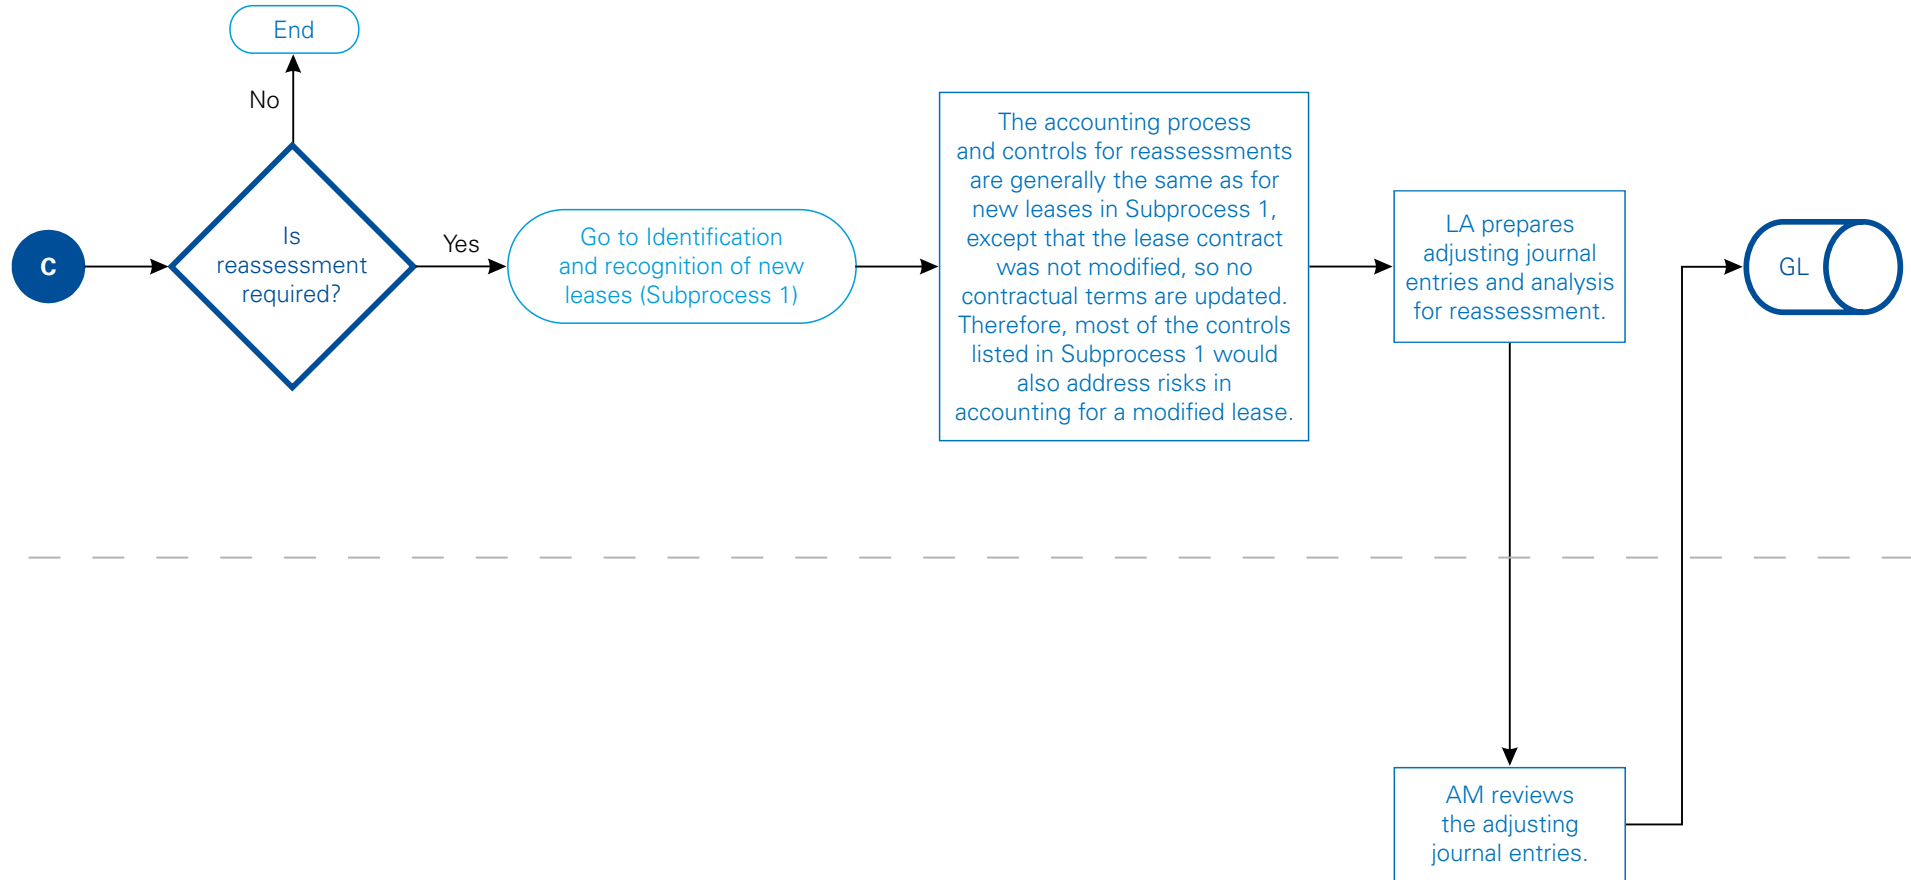 End
No
C
Is
reassessment
required?
Yes
Go to Identification
and recognition of new
leases (Subprocess 1)
The accounting process
and controls for reassessments
are generally the same as for
new leases in Subprocess 1,
except that the lease contract
was not modified, so no
contractual terms are updated.
Therefore, most of the controls
listed in Subprocess 1 would
also address risks in
accounting for a modified lease.
LA prepares
adjusting journal
entries and analysis
for reassessment.
GL
AM reviews
the adjusting
journal entries.